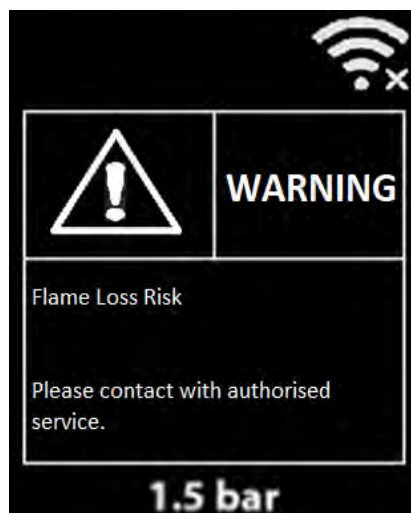 WARNING
Flame Loss Risk
Please contact with authorised
service.
1.5 bar